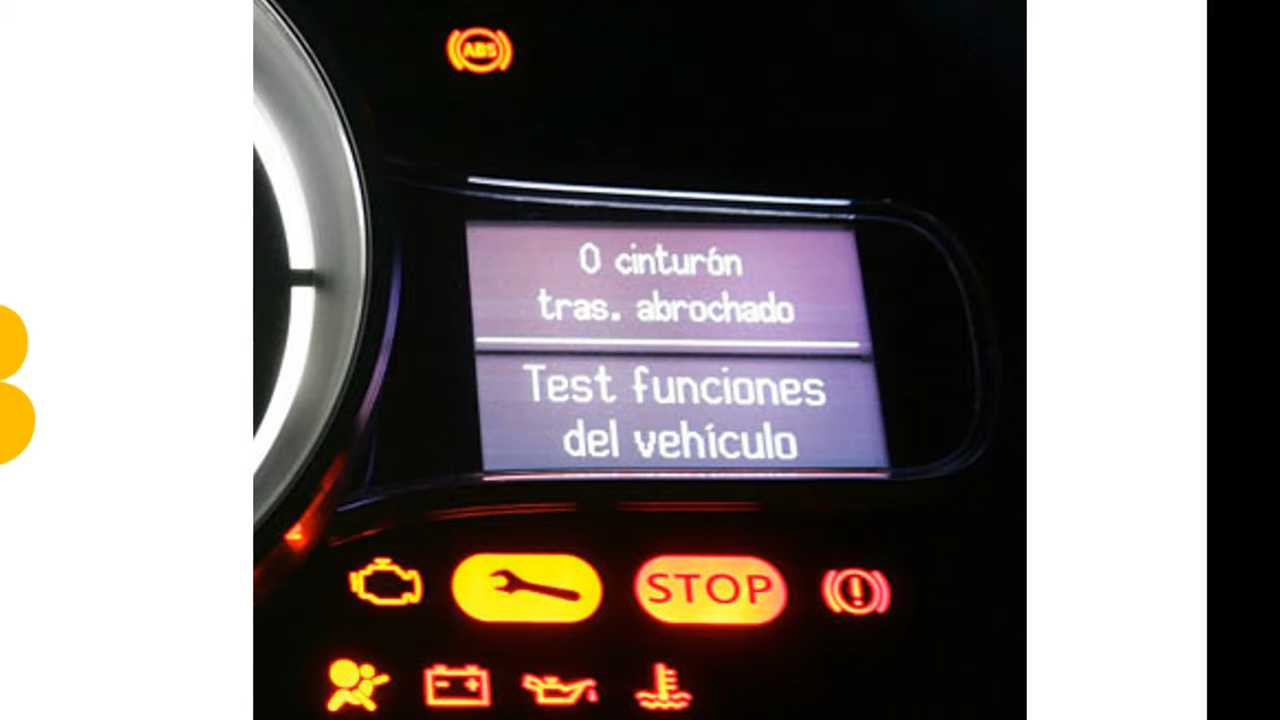 ABS
0 cinturón
tras. abrochado
Test funciones
del vehículo
STOP